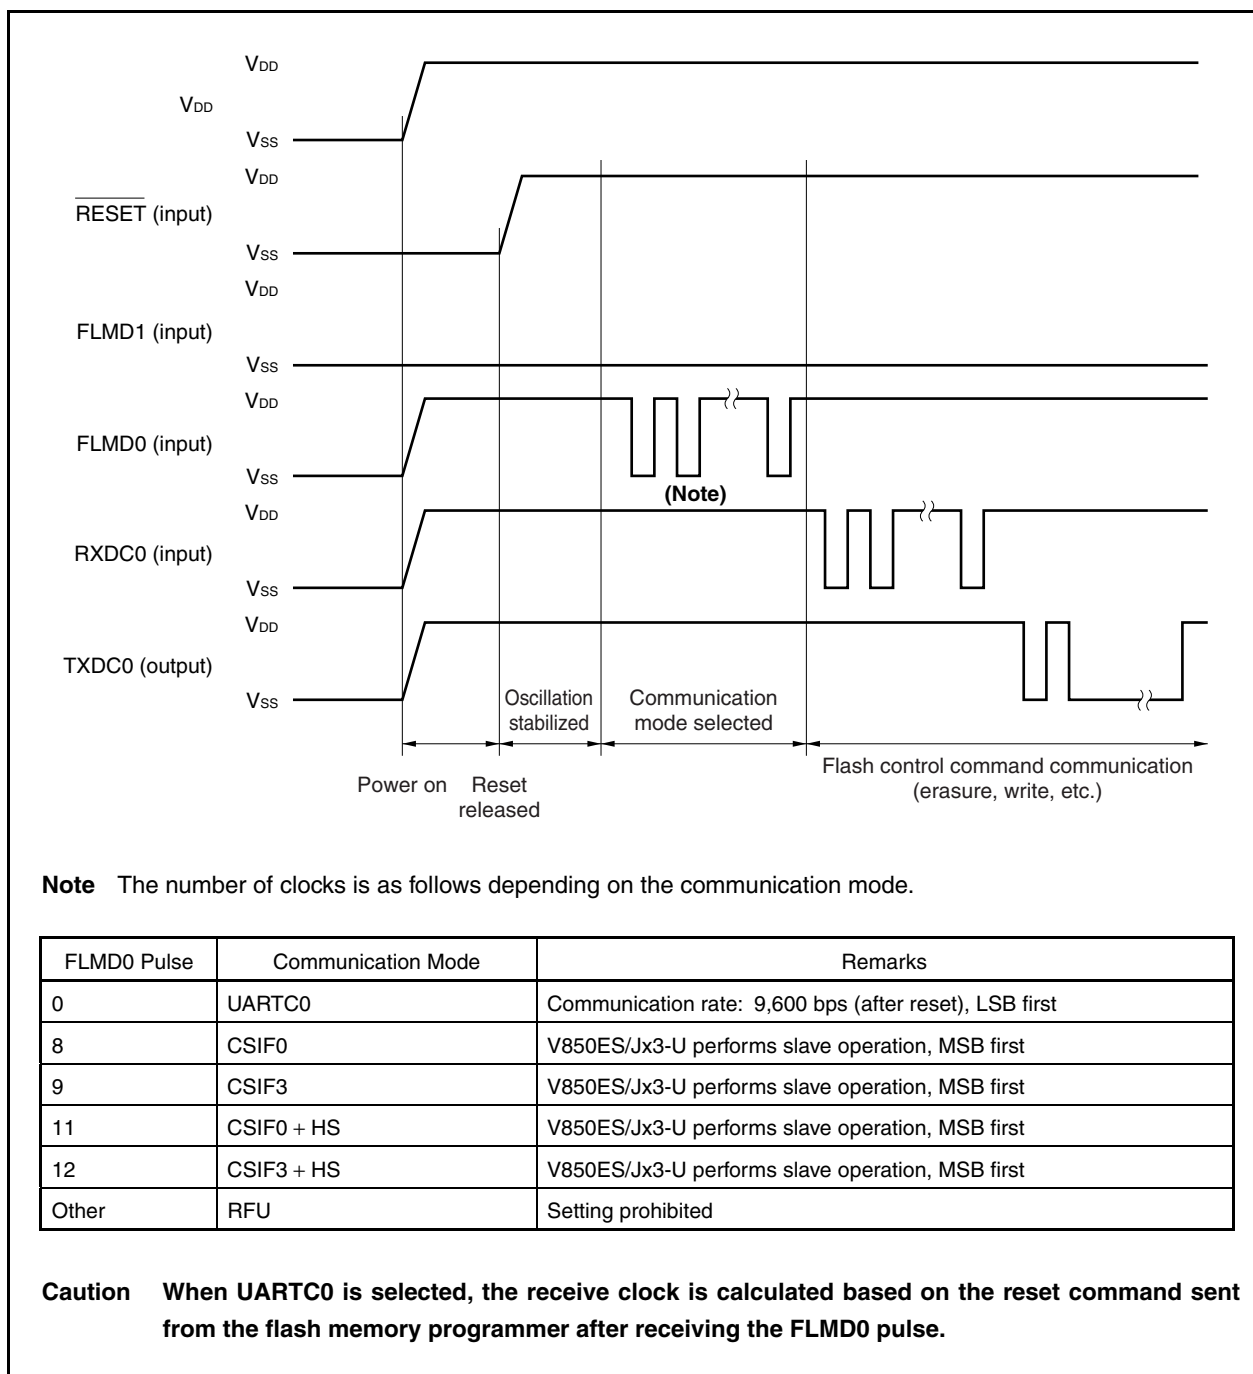 VDD
VDD
VSS
VDD
RESET (input)
VSS
VDD
FLMD1 (input)
VSS
VDD
FLMD0 (input)
VSS
(Note)
VDD
RXDC0 (input)
VSS
VDD
TXDC0 (output)
VSS
Oscillation
stabilized
Communication
mode selected
Power on
Reset
released
Flash control command communication
(erasure, write, etc.)
Note The number of clocks is as follows depending on the communication mode.
FLMD0 Pulse Communication Mode Remarks
0 UARTC0 Communication rate: 9,600 bps (after reset), LSB first
8 CSIF0 V850ES/Jx3-U performs slave operation, MSB first
9 CSIF3 V850ES/Jx3-U performs slave operation, MSB first
11 CSIF0 + HS V850ES/Jx3-U performs slave operation, MSB first
12 CSIF3 + HS V850ES/Jx3-U performs slave operation, MSB first
Other RFU Setting prohibited
Caution When UARTC0 is selected, the receive clock is calculated based on the reset command sent
from the flash memory programmer after receiving the FLMD0 pulse.